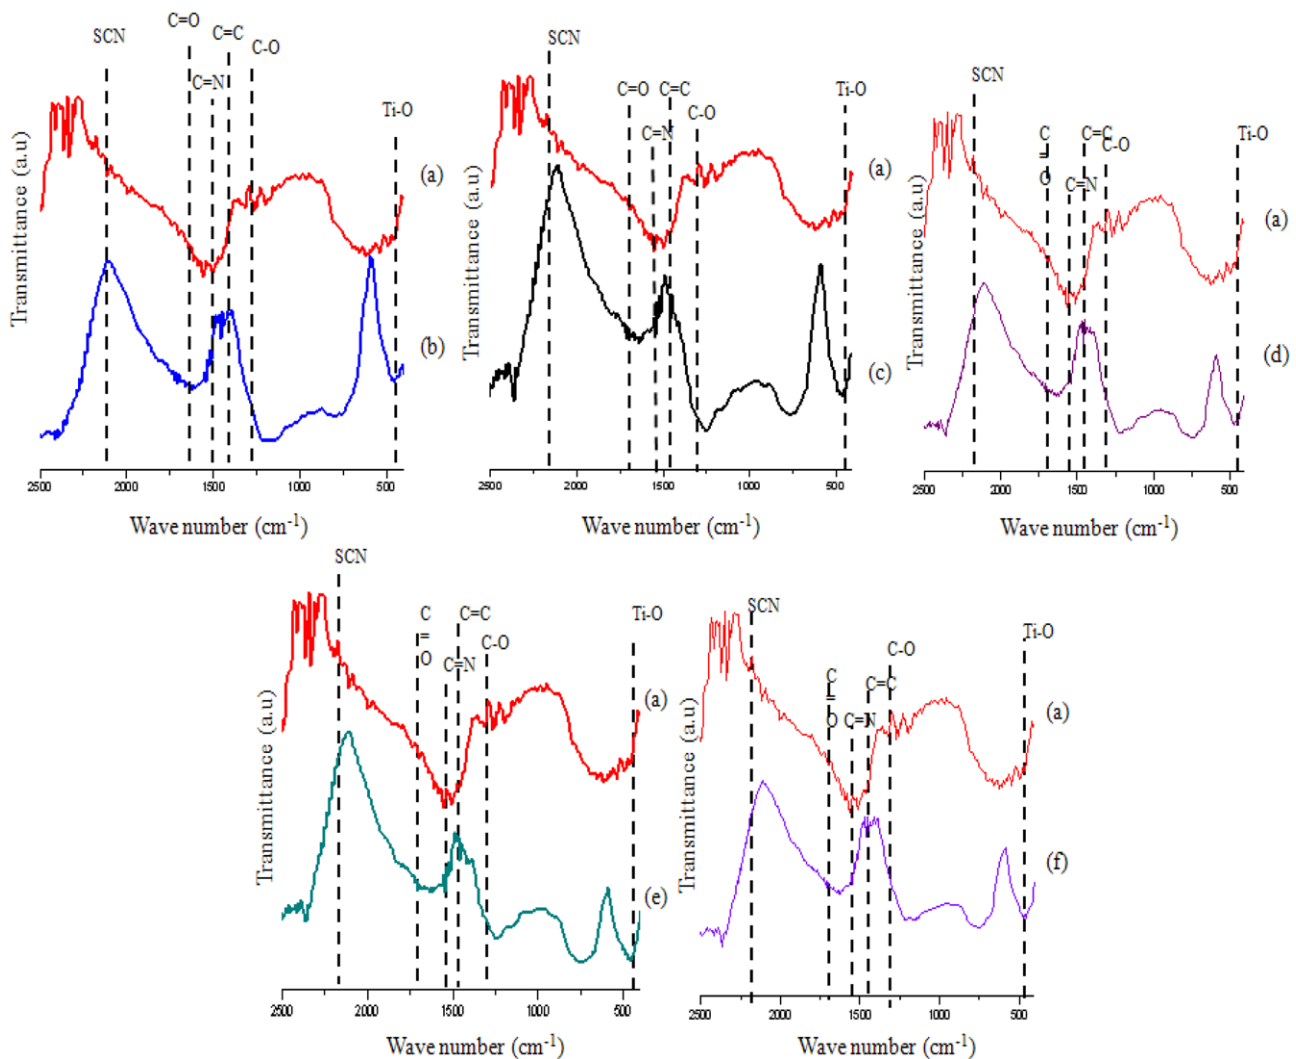 C=O
C=C
SCN
C-O
C=N
Ti-O
(a)
(b)
Transmittance (a.u)
2500 2000 1500 1000 500
Wave number (cm-1)
SCN
C=O
C=C
C-O
C=N
Ti-O
(a)
(c)
Transmittance (a.u)
2500 2000 1500 1000 500
Wave number (cm-1)
SCN
C
=
O
C=C
C-O
C=N
Ti-O
(a)
(d)
Transmittance (a.u)
2500 2000 1500 1000 500
Wave number (cm-1)
SCN
C
=
O
C=C
C-O
C=N
Ti-O
(a)
(e)
Transmittance (a.u)
2500 2000 1500 1000 500
Wave number (cm-1)
SCN
C-O
C
=
O
C=C
C=N
Ti-O
(a)
(f)
Transmittance (a.u)
2500 2000 1500 1000 500
Wave number (cm-1)